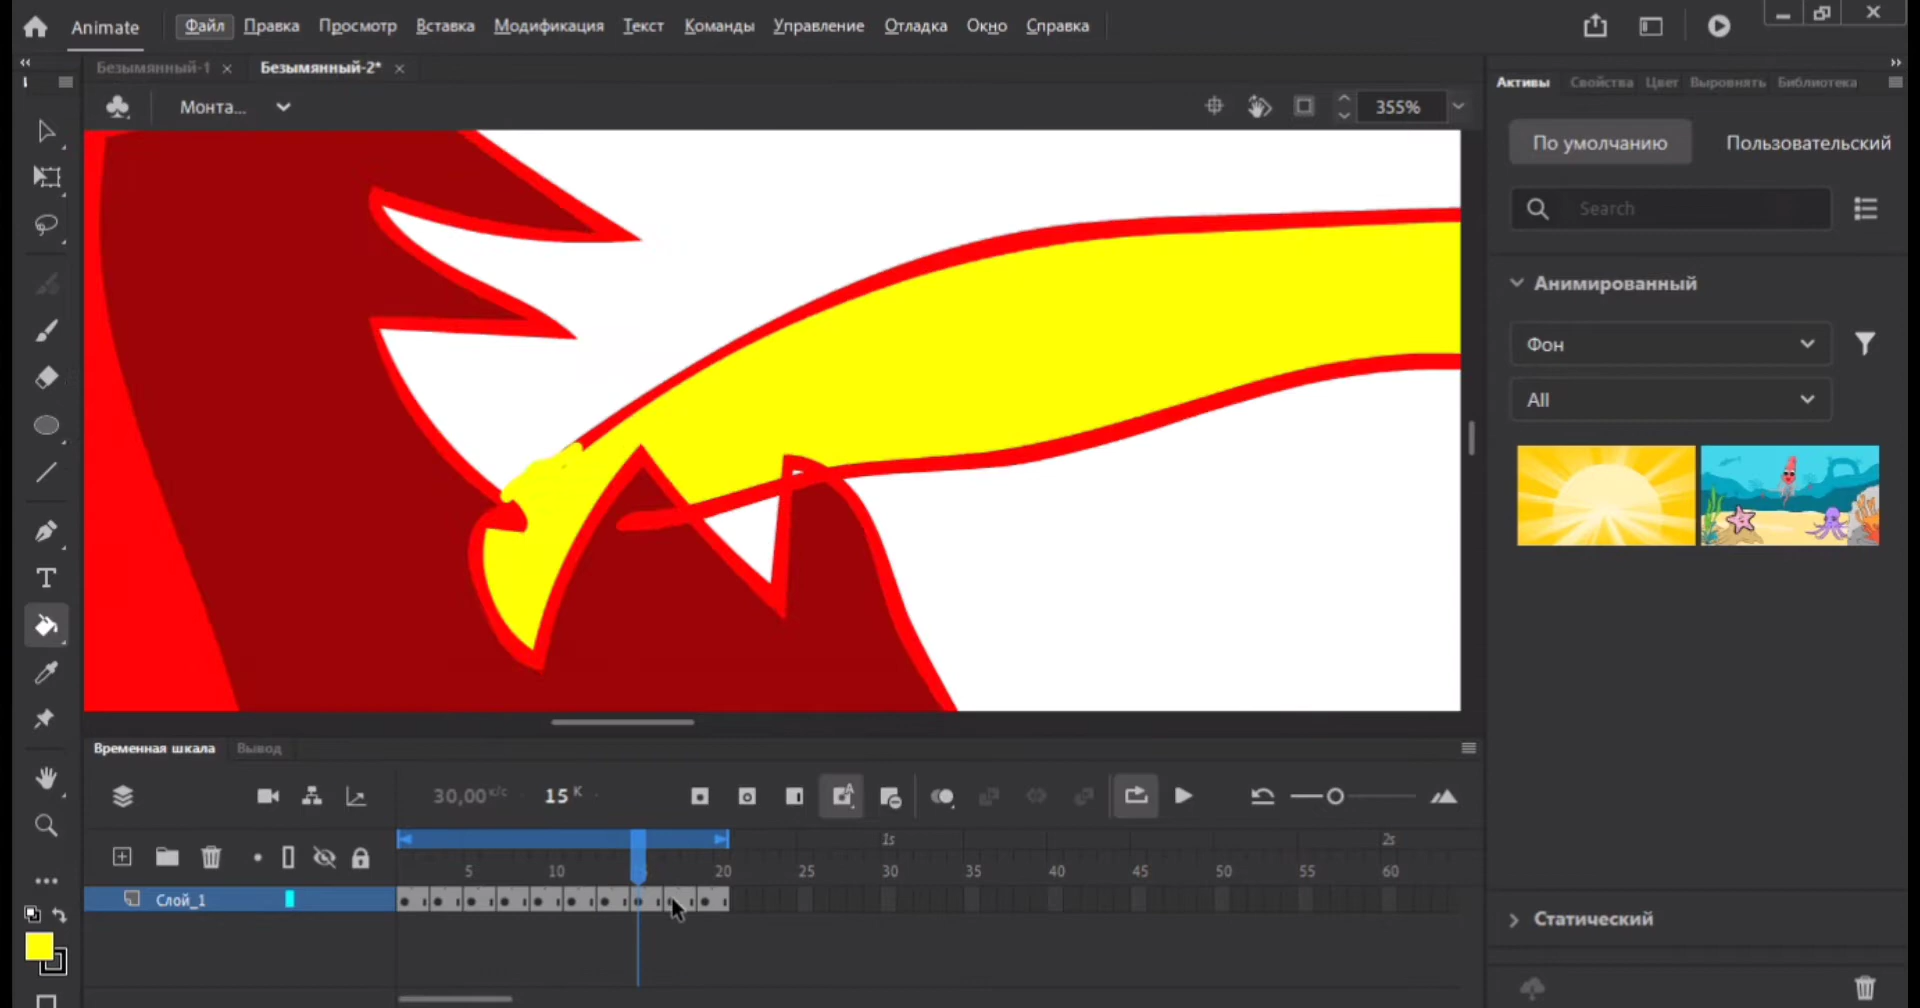 Animate
Файл Правка Просмотр Вставка Модификация Текст Команды Управление Отладка Окно Справка
Безымянный-1 × Безымянный-2* ×
Монта... 355%
Активы Свойства Цвет Выровнять Библиотека
По умолчанию Пользовательский
Search
Анимированный
Фон
All
Статический
Временная шкала Вывод
30,00 к/с 15 К
1s 2s
5 10 20 25 30 35 40 45 50 55 60
Слой_1